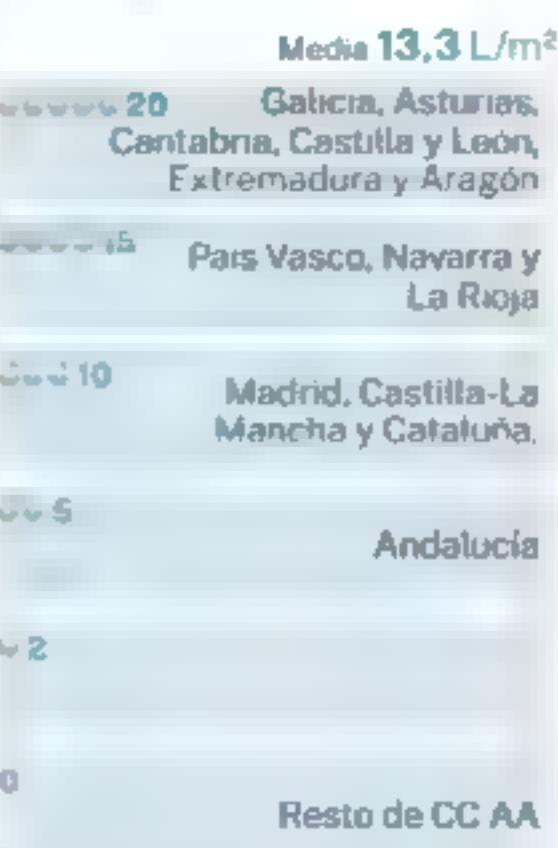 Media 13,3 L/m²
20 Galicia, Asturias,
Cantabria, Castilla y León,
Extremadura y Aragón
15
País Vasco, Navarra y
La Rioja
10
Madrid, Castilla-La
Mancha y Cataluña.
5
Andalucía
2
0
Resto de CC AA